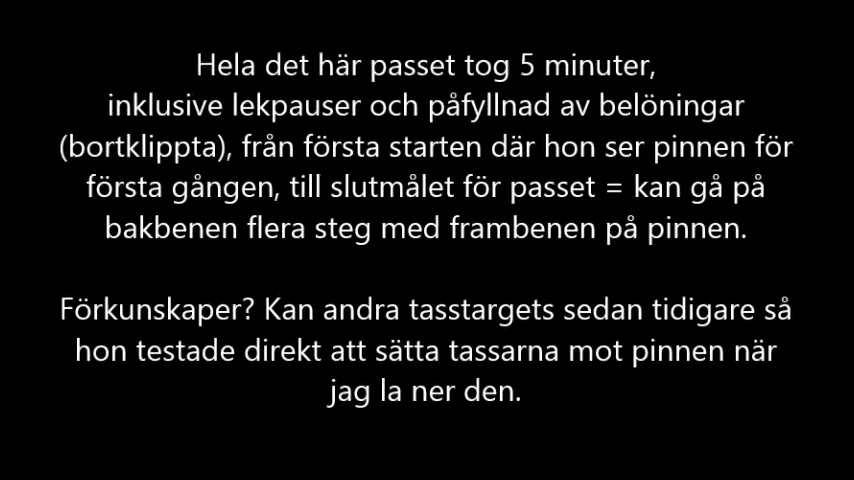 Hela det här passet tog 5 minuter,
inklusive lekpauser och påfyllnad av belöningar
(bortklippta), från första starten där hon ser pinnen för
första gången, till slutmålet för passet = kan gå på
bakbenen flera steg med frambenen på pinnen.
Förkunskaper? Kan andra tasstargets sedan tidigare så
hon testade direkt att sätta tassarna mot pinnen när
jag la ner den.